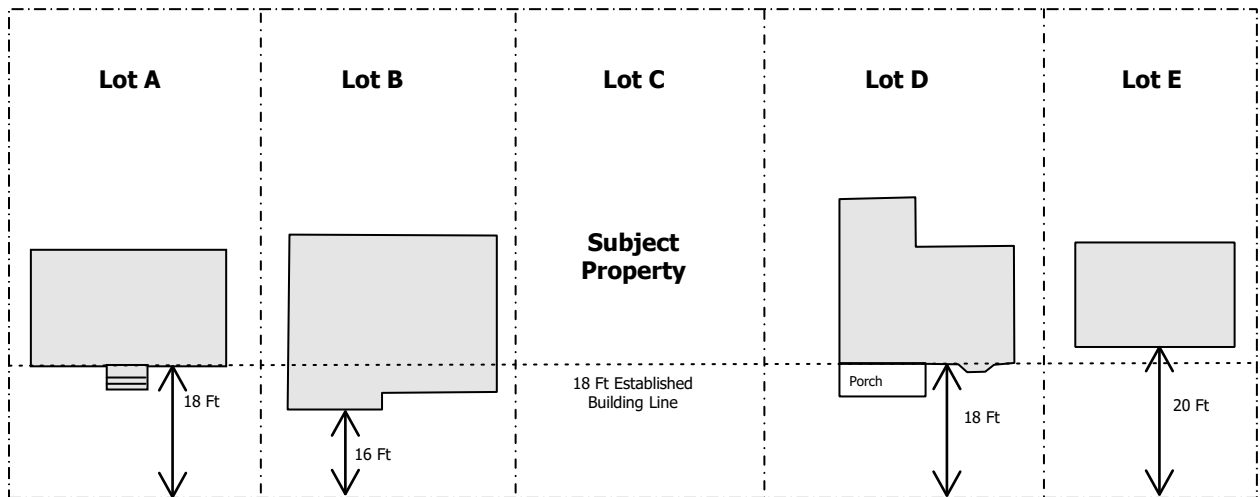 Lot A
Lot B
Lot C
Lot D
Lot E
Subject
Property
18 Ft
16 Ft
18 Ft Established
Building Line
Porch
18 Ft
20 Ft